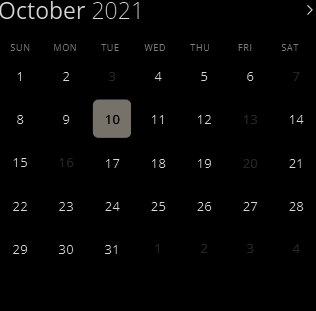 October 2021
SUN MON TUE WED THU FRI SAT
1 2 3 4 5 6 7
8 9 10 11 12 13 14
15 16 17 18 19 20 21
22 23 24 25 26 27 28
29 30 31 1 2 3 4